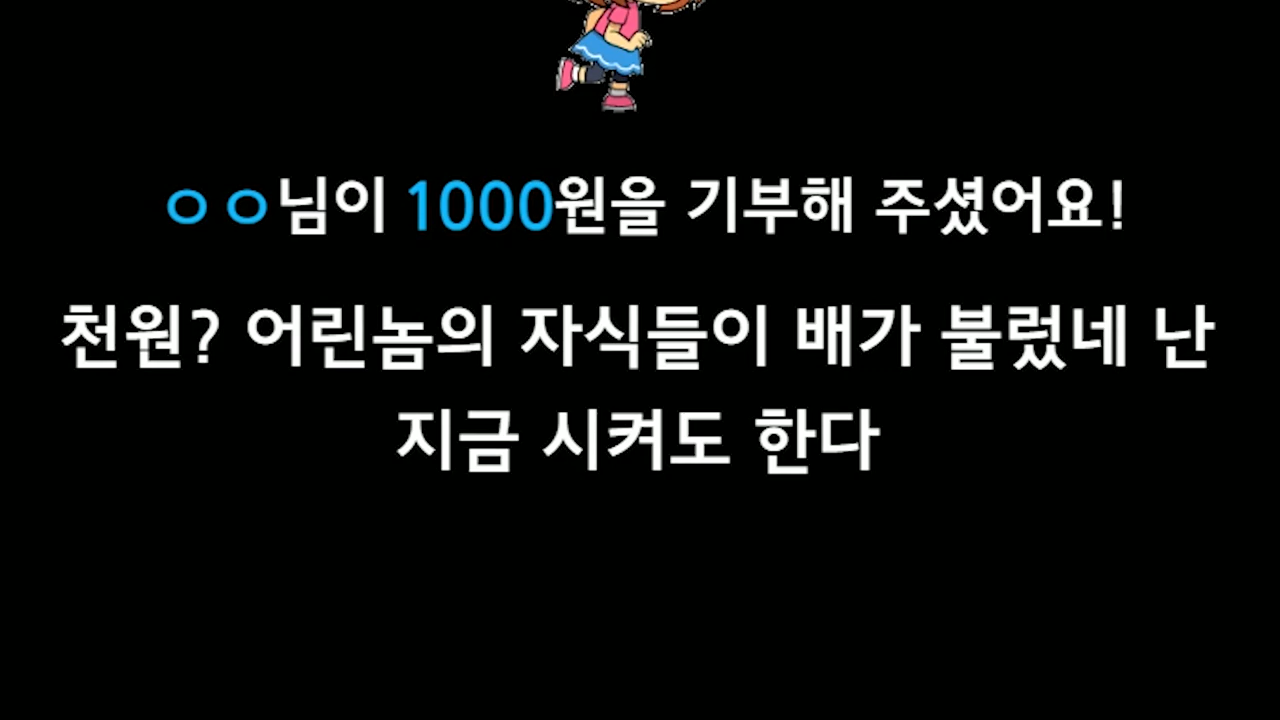 ㅇㅇ님이 1000원을 기부해 주셨어요!
천원? 어린놈의 자식들이 배가 불렀네 난
지금 시켜도 한다